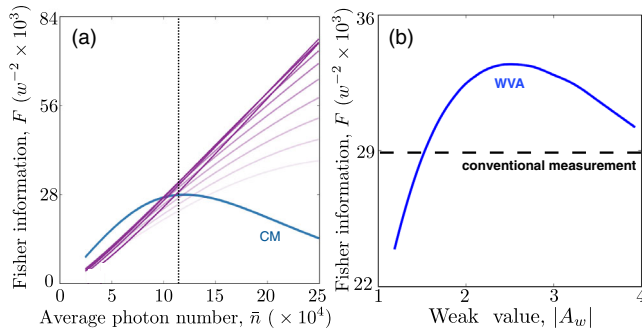 (a)
Fisher information, F (w⁻² × 10³)
84
56
28
0
CM
0 5 10 15 20 25
Average photon number, n̄ (× 10⁴)
(b)
Fisher information, F (w⁻² × 10³)
36
29
22
WVA
conventional measurement
1 2 3 4
Weak value, |A_w|